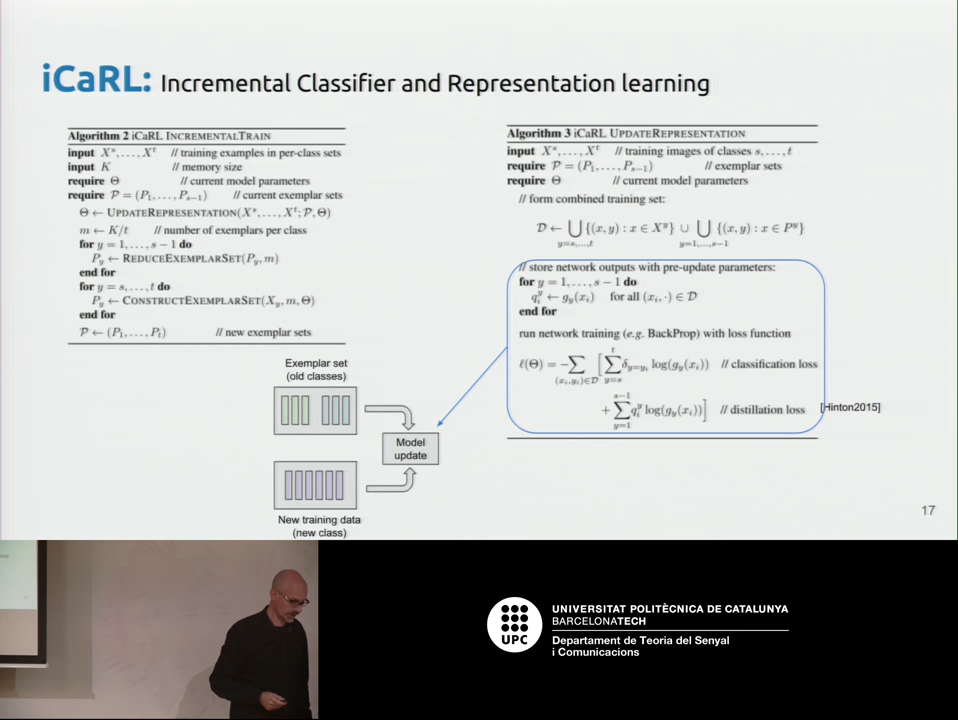 iCaRL: Incremental Classifier and Representation learning
Algorithm 2 iCaRL INCREMENTALTRAIN
input X^s, . . . , X^t // training examples in per-class sets
input K // memory size
require Θ // current model parameters
require P = (P_1, . . . , P_{s−1}) // current exemplar sets
Θ ← UPDATEREPRESENTATION(X^s, . . . , X^t; P, Θ)
m ← K/t // number of exemplars per class
for y = 1, . . . , s − 1 do
P_y ← REDUCEEXEMPLARSET(P_y, m)
end for
for y = s, . . . , t do
P_y ← CONSTRUCTEXEMPLARSET(X_y, m, Θ)
end for
P ← (P_1, . . . , P_t) // new exemplar sets
Algorithm 3 iCaRL UPDATEREPRESENTATION
input X^s, . . . , X^t // training images of classes s, . . . , t
require P = (P_1, . . . , P_{s−1}) // exemplar sets
require Θ // current model parameters
// form combined training set:
D ← ⋃_{y=s,...,t} {(x, y) : x ∈ X^y} ∪ ⋃_{y=1,...,s−1} {(x, y) : x ∈ P^y}
// store network outputs with pre-update parameters:
for y = 1, . . . , s − 1 do
q_i^y ← g_y(x_i) for all (x_i, ·) ∈ D
end for
run network training (e.g. BackProp) with loss function
ℓ(Θ) = −∑_{(x_i,y_i)∈D} [∑_{y=s}^{t} δ_{y=y_i} log(g_y(x_i)) // classification loss
+ ∑_{y=1}^{s−1} q_i^y log(g_y(x_i))] // distillation loss
[Hinton2015]
Exemplar set
(old classes)
Model
update
New training data
(new class)
17
UPC
UNIVERSITAT POLITÈCNICA DE CATALUNYA
BARCELONATECH
Departament de Teoria del Senyal
i Comunicacions